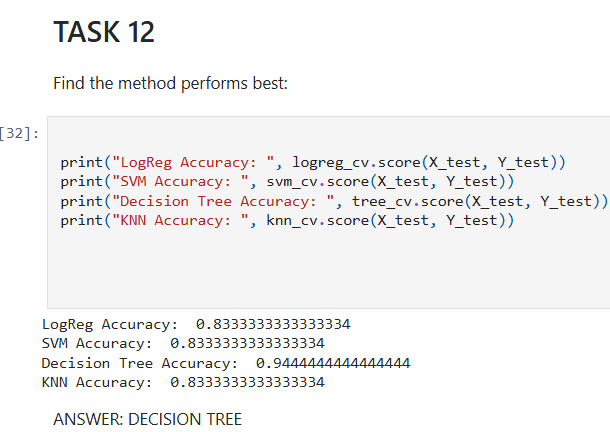 TASK 12
Find the method performs best:
[32]:
print("LogReg Accuracy: ", logreg_cv.score(X_test, Y_test))
print("SVM Accuracy: ", svm_cv.score(X_test, Y_test))
print("Decision Tree Accuracy: ", tree_cv.score(X_test, Y_test))
print("KNN Accuracy: ", knn_cv.score(X_test, Y_test))
LogReg Accuracy:  0.8333333333333334
SVM Accuracy:  0.8333333333333334
Decision Tree Accuracy:  0.9444444444444444
KNN Accuracy:  0.8333333333333334
ANSWER: DECISION TREE